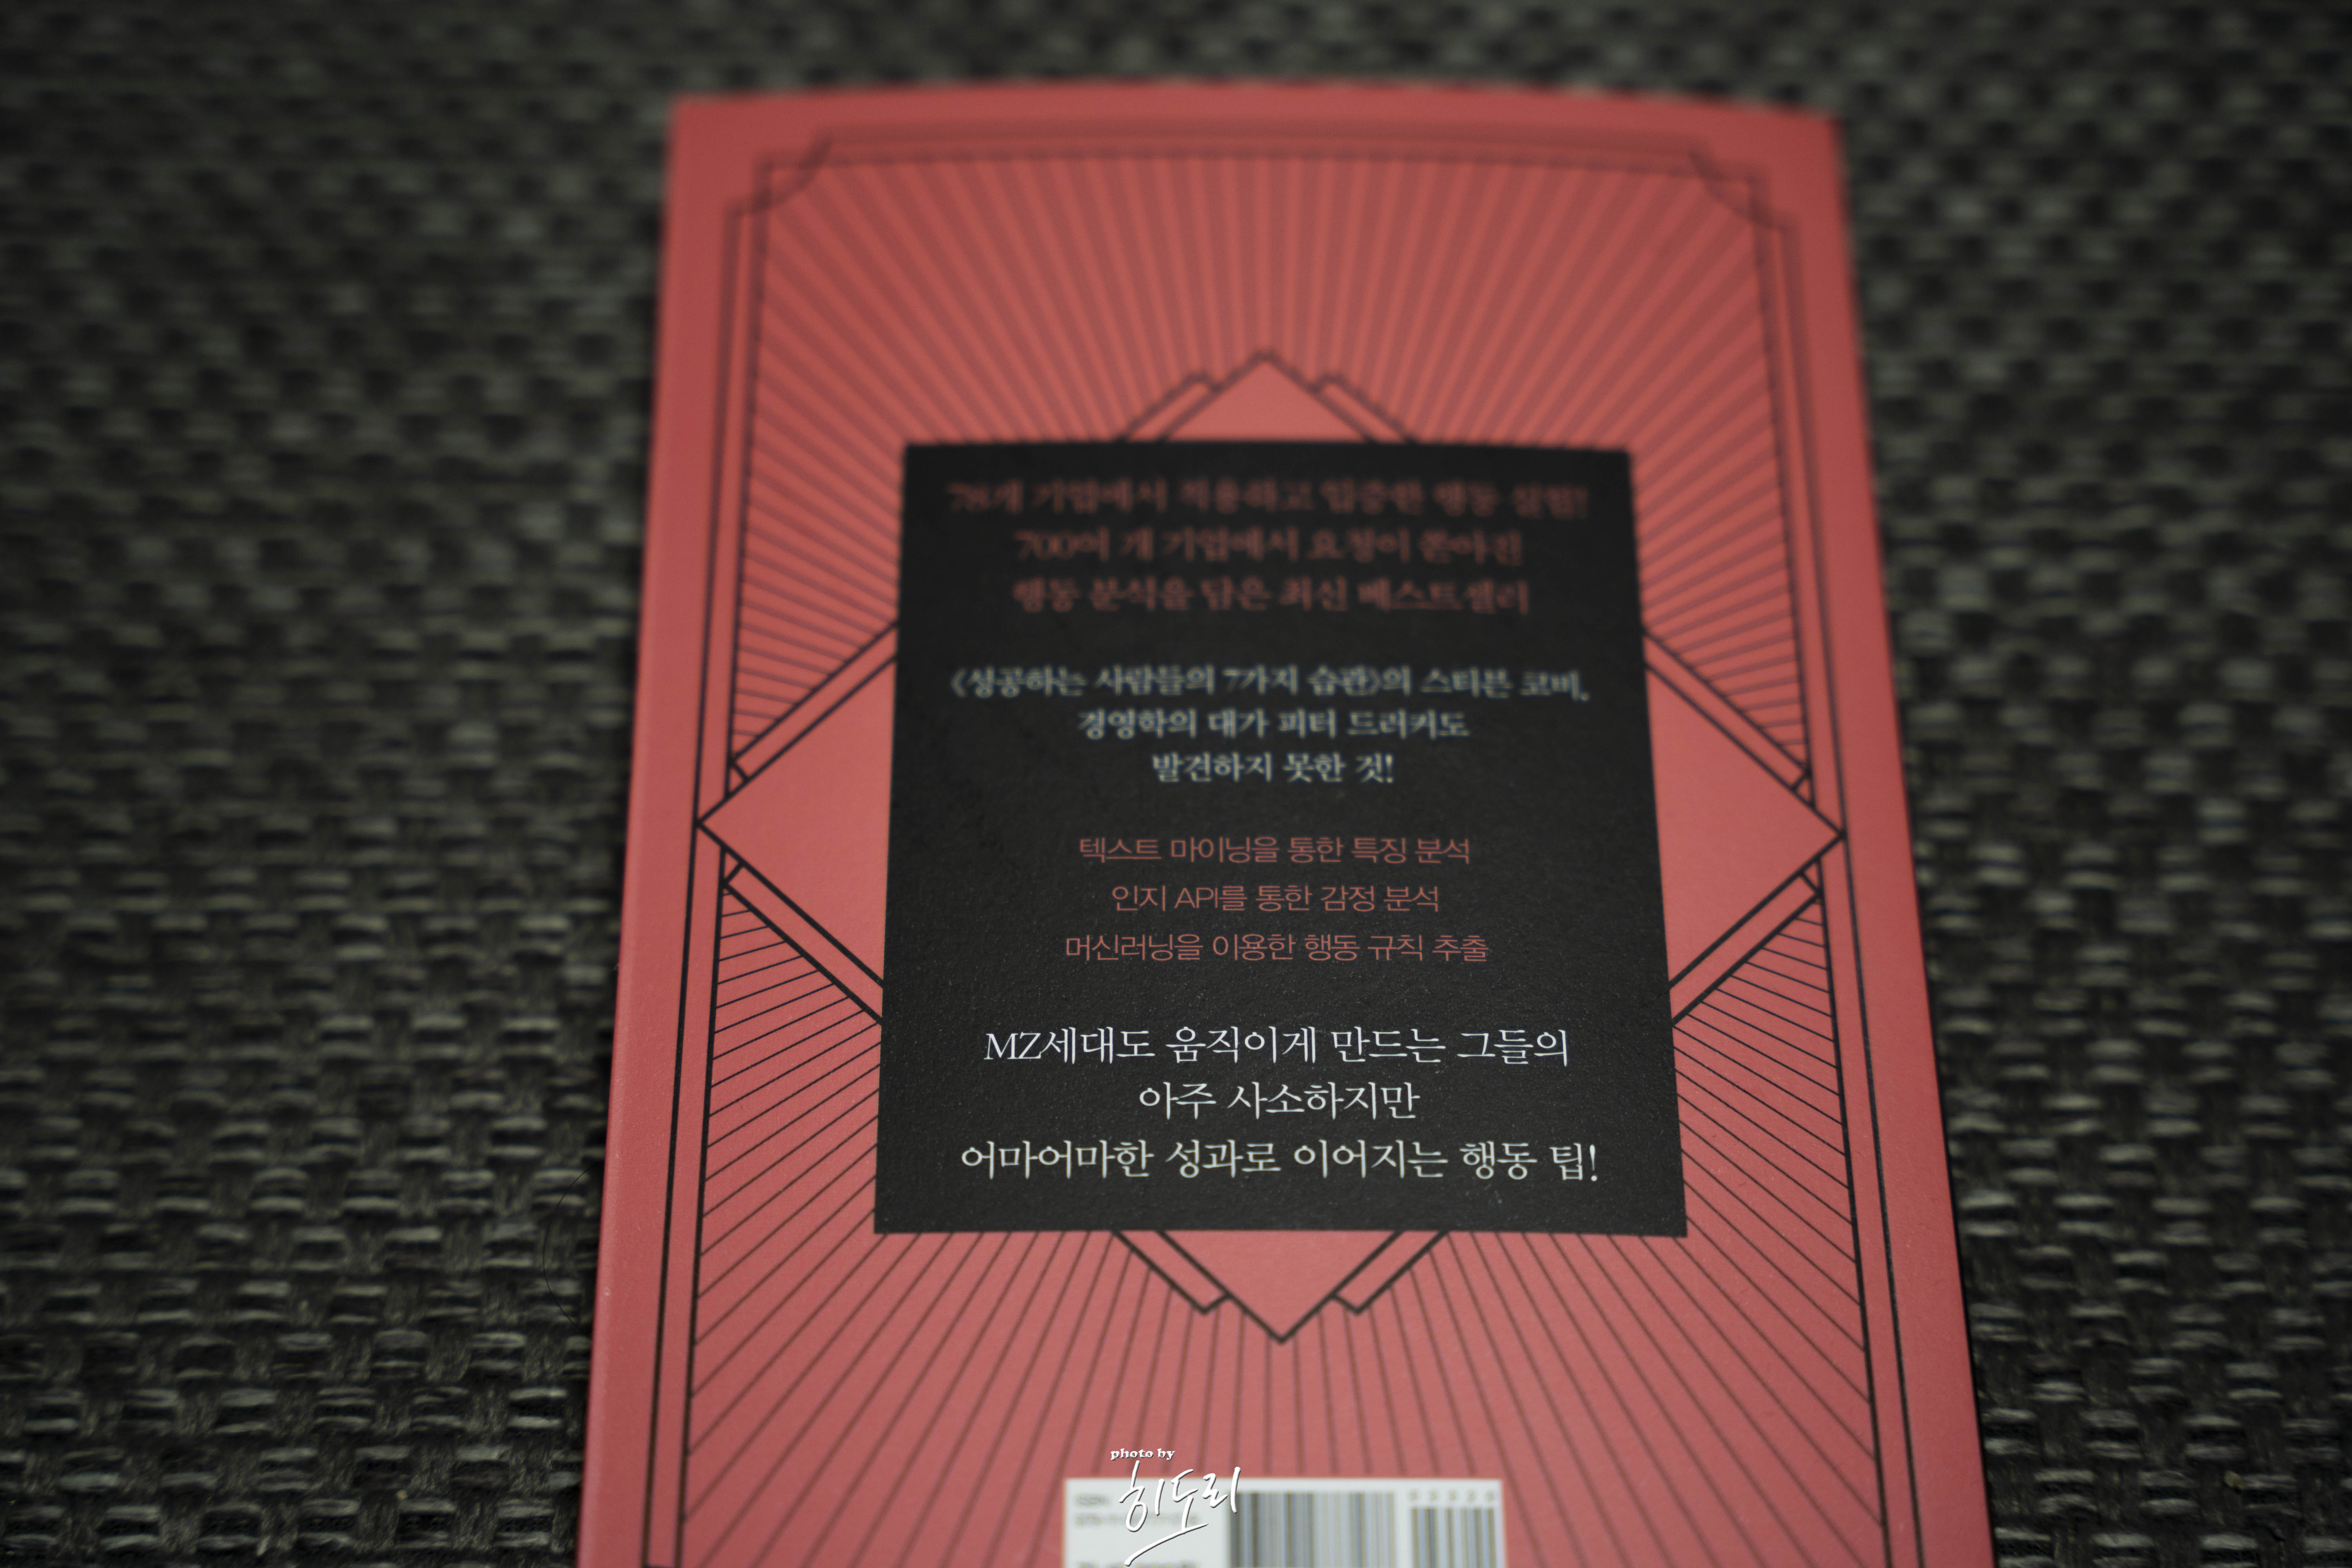 78개 기업에서 적용하고 입증한 행동 실험!
700여 개 기업에서 요청이 쏟아진
행동 분석을 담은 최신 베스트셀러
《성공하는 사람들의 7가지 습관》의 스티븐 코비,
경영학의 대가 피터 드러커도
발견하지 못한 것!
텍스트 마이닝을 통한 특징 분석
인지 API를 통한 감정 분석
머신러닝을 이용한 행동 규칙 추출
MZ세대도 움직이게 만드는 그들의
아주 사소하지만
어마어마한 성과로 이어지는 행동 팁!
photo by
히도리